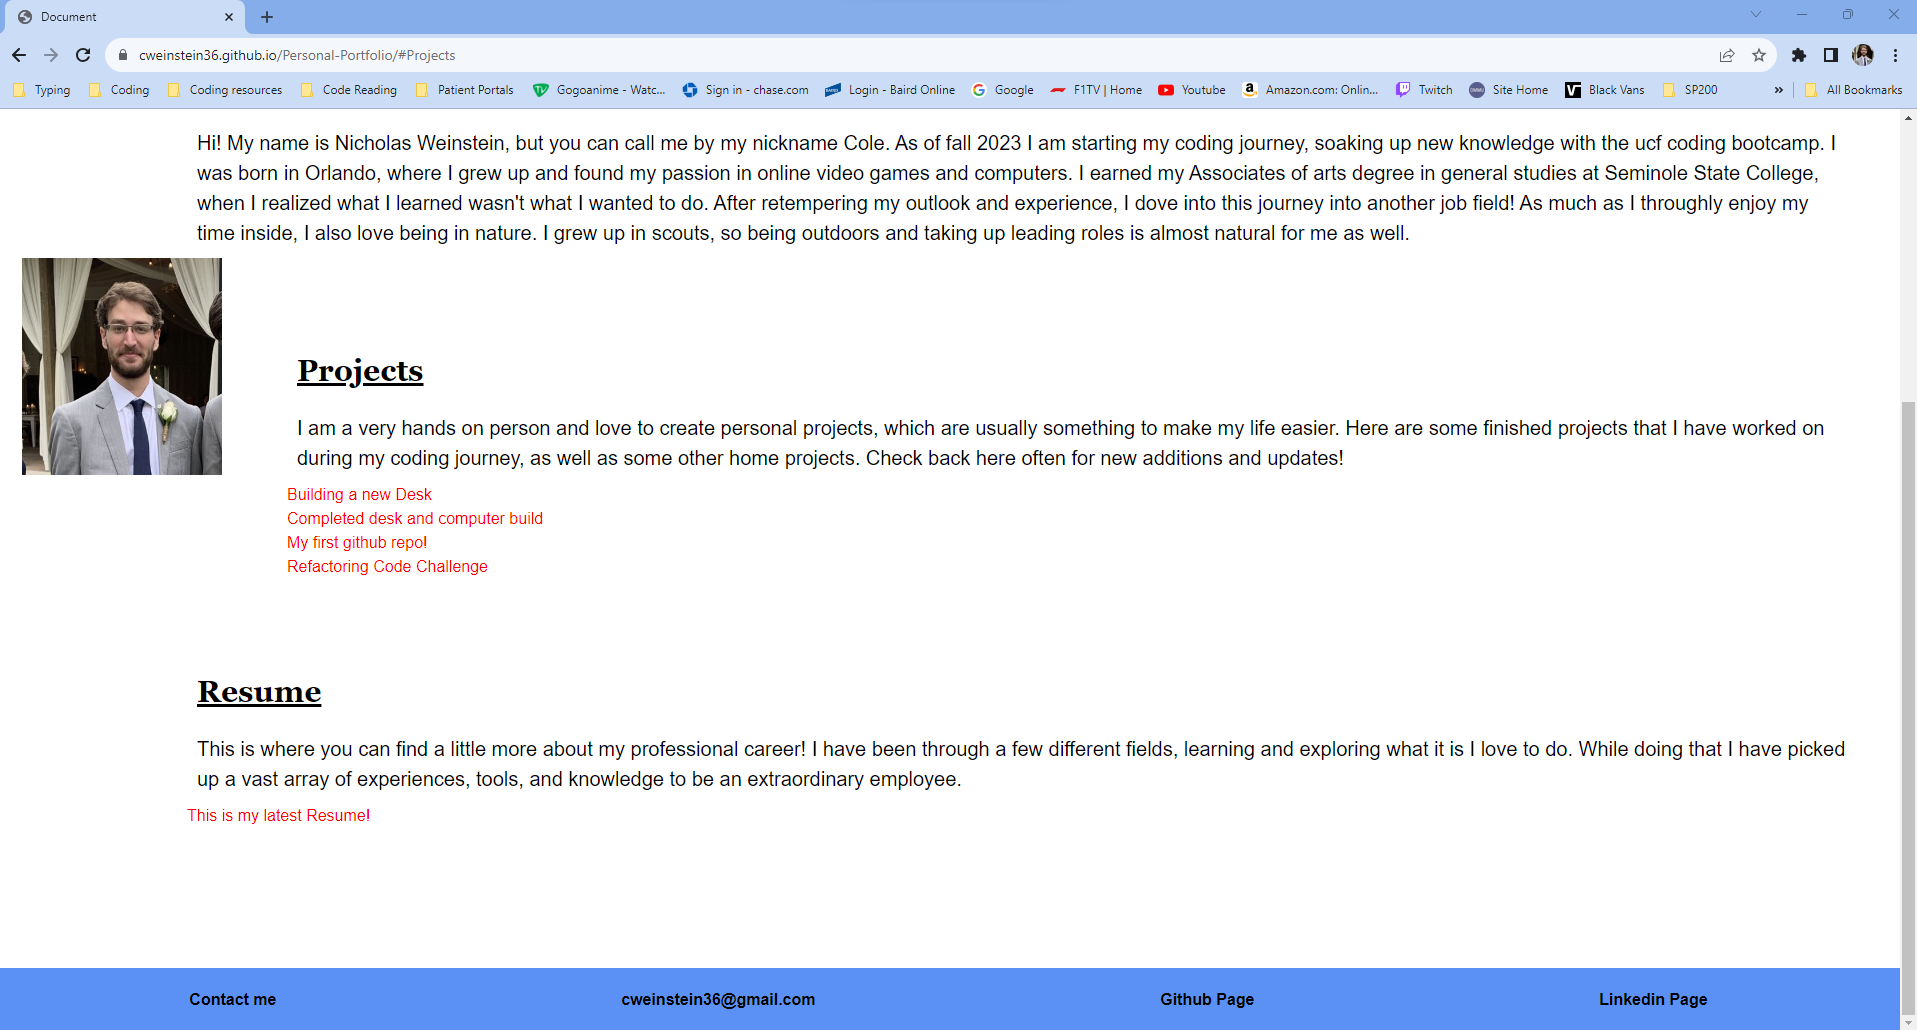 Document
cweinstein36.github.io/Personal-Portfolio/#Projects
Typing Coding Coding resources Code Reading Patient Portals Gogoanime - Watc... Sign in - chase.com Login - Baird Online Google F1TV | Home Youtube Amazon.com: Onlin... Twitch Site Home Black Vans SP200 » All Bookmarks
Hi! My name is Nicholas Weinstein, but you can call me by my nickname Cole. As of fall 2023 I am starting my coding journey, soaking up new knowledge with the ucf coding bootcamp. I
was born in Orlando, where I grew up and found my passion in online video games and computers. I earned my Associates of arts degree in general studies at Seminole State College,
when I realized what I learned wasn't what I wanted to do. After retempering my outlook and experience, I dove into this journey into another job field! As much as I throughly enjoy my
time inside, I also love being in nature. I grew up in scouts, so being outdoors and taking up leading roles is almost natural for me as well.
Projects
I am a very hands on person and love to create personal projects, which are usually something to make my life easier. Here are some finished projects that I have worked on
during my coding journey, as well as some other home projects. Check back here often for new additions and updates!
Building a new Desk
Completed desk and computer build
My first github repo!
Refactoring Code Challenge
Resume
This is where you can find a little more about my professional career! I have been through a few different fields, learning and exploring what it is I love to do. While doing that I have picked
up a vast array of experiences, tools, and knowledge to be an extraordinary employee.
This is my latest Resume!
Contact me cweinstein36@gmail.com Github Page Linkedin Page